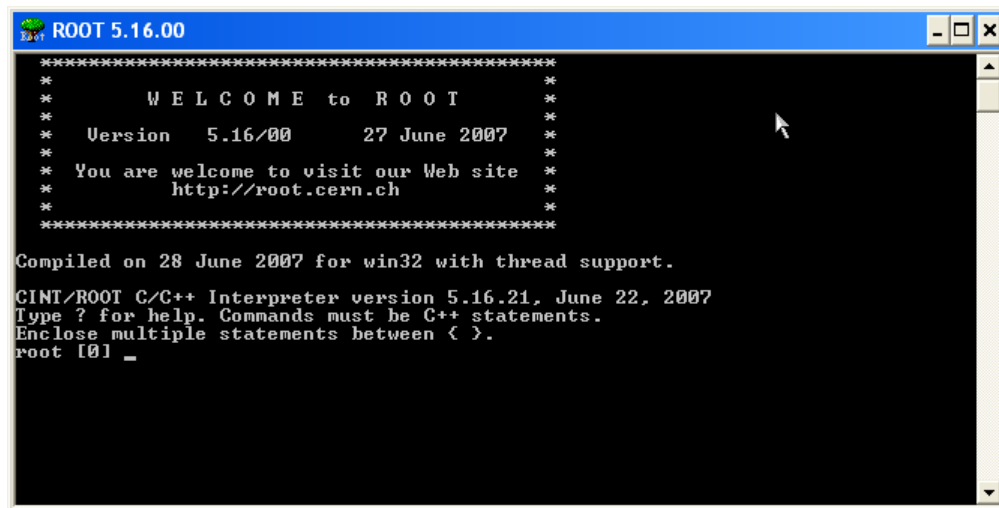 ROOT 5.16.00
*******************************************
* *
* W E L C O M E to R O O T *
* *
* Version 5.16/00 27 June 2007 *
* *
* You are welcome to visit our Web site *
* http://root.cern.ch *
* *
*******************************************
Compiled on 28 June 2007 for win32 with thread support.
CINT/ROOT C/C++ Interpreter version 5.16.21, June 22, 2007
Type ? for help. Commands must be C++ statements.
Enclose multiple statements between { }.
root [0] _